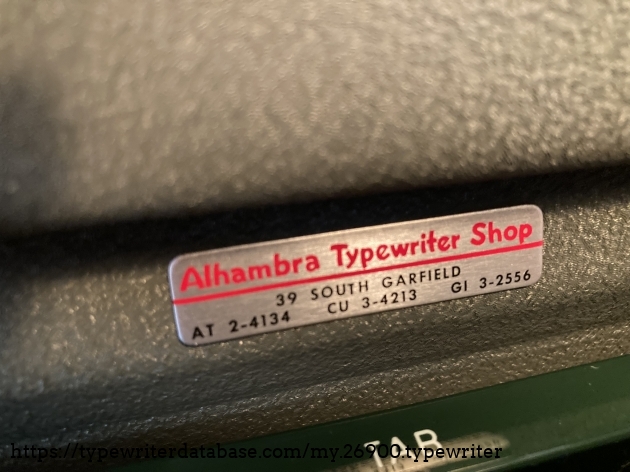 Alhambra Typewriter Shop
39 SOUTH GARFIELD
AT 2-4134 CU 3-4213 GI 3-2556
TAB
https://typewriterdatabase.com/my.26900.typewriter